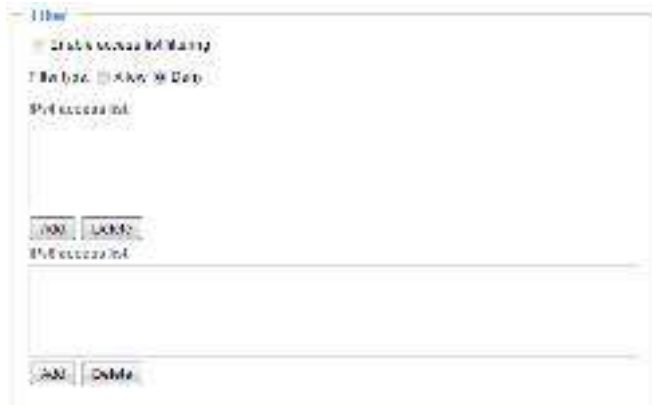 Filter
Enable access list filtering
Filter type: Allow Deny
IPv4 access list
Add Delete
IPv6 access list
Add Delete